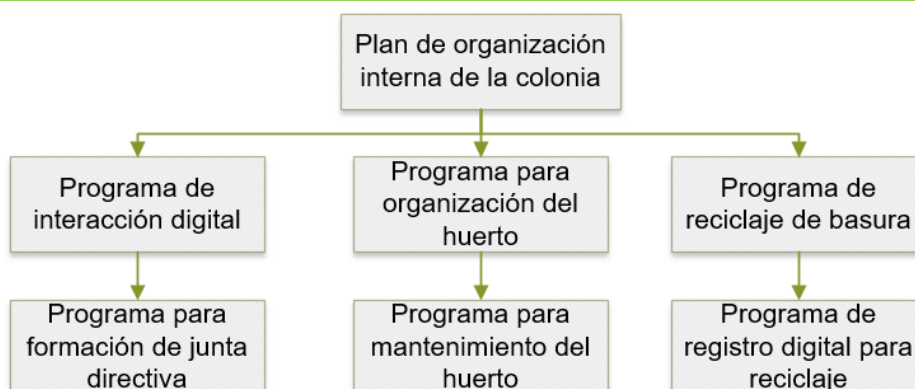 Plan de organización
interna de la colonia
Programa de
interacción digital
Programa para
organización del
huerto
Programa de
reciclaje de basura
Programa para
formación de junta
directiva
Programa para
mantenimiento del
huerto
Programa de
registro digital para
reciclaje